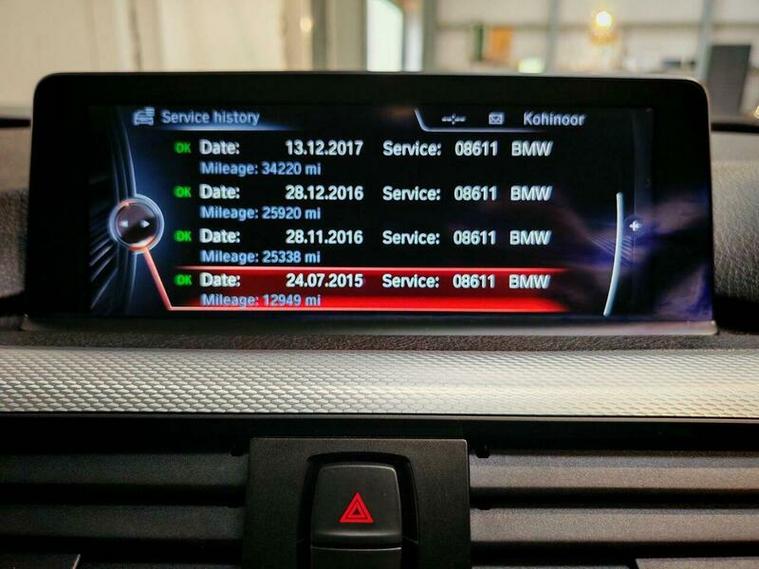 Service history --:-- Kohinoor
OK Date: 13.12.2017 Service: 08611 BMW
Mileage: 34220 mi
OK Date: 28.12.2016 Service: 08611 BMW
Mileage: 25920 mi
OK Date: 28.11.2016 Service: 08611 BMW
Mileage: 25338 mi
OK Date: 24.07.2015 Service: 08611 BMW
Mileage: 12949 mi